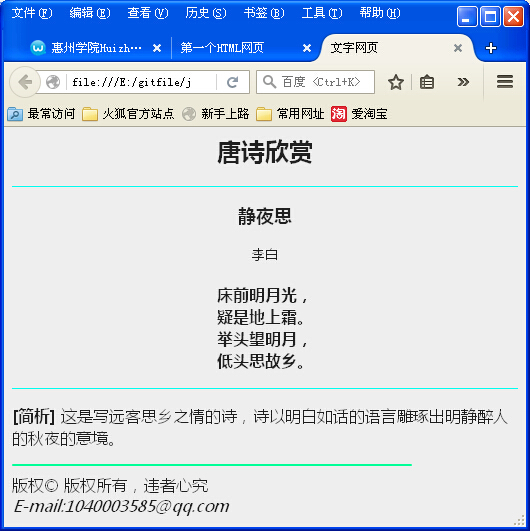 文件(F) 编辑(E) 查看(V) 历史(S) 书签(B) 工具(T) 帮助(H)
惠州学院Huizh… 第一个HTML网页 文字网页
file:///E:/gitfile/j 百度 <Ctrl+K>
最常访问 火狐官方站点 新手上路 常用网址 淘 爱淘宝
唐诗欣赏
静夜思
李白
床前明月光，
疑是地上霜。
举头望明月，
低头思故乡。
[简析] 这是写远客思乡之情的诗，诗以明白如话的语言雕琢出明静醉人
的秋夜的意境。
版权© 版权所有，违者心究
E-mail:1040003585@qq.com